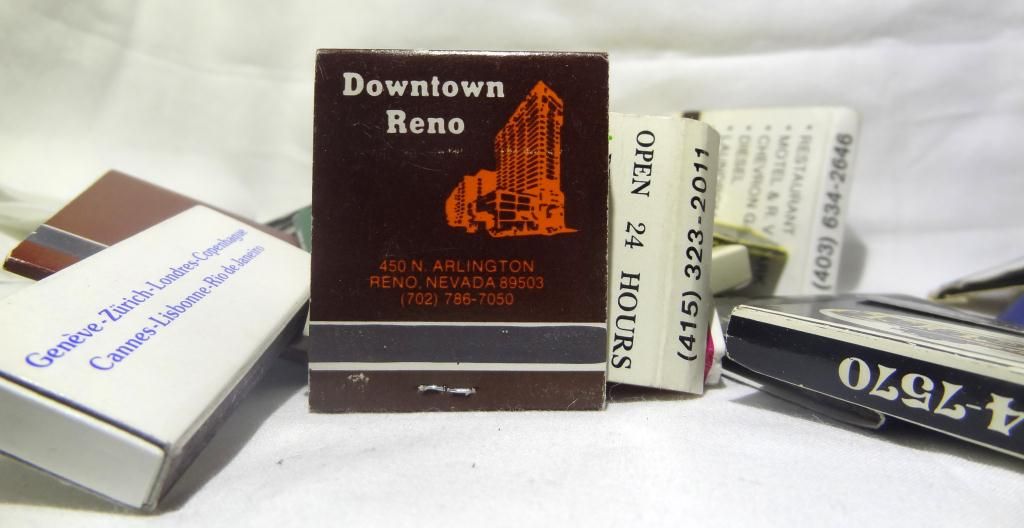 Downtown
Reno
450 N. ARLINGTON
RENO, NEVADA 89503
(702) 786-7050
Genève-Zürich-Londres-Copenhague
Cannes-Lisbonne-Rio de Janeiro
OPEN 24 HOURS
(415) 323-2011
• RESTAURANT
• MOTEL & R. V.
• CHEVRON G
• DIESEL
(403) 634-2646
4-7570